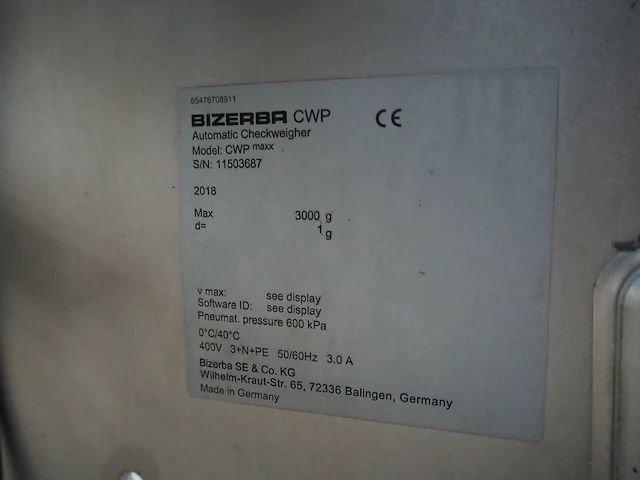 65476708911
BIZERBA CWP CE
Automatic Checkweigher
Model: CWP maxx
S/N: 11503687
2018
Max 3000 g
d= 1 g
v max: see display
Software ID: see display
Pneumat. pressure 600 kPa
0°C/40°C
400V 3+N+PE 50/60Hz 3.0 A
Bizerba SE & Co. KG
Wilhelm-Kraut-Str. 65, 72336 Balingen, Germany
Made in Germany